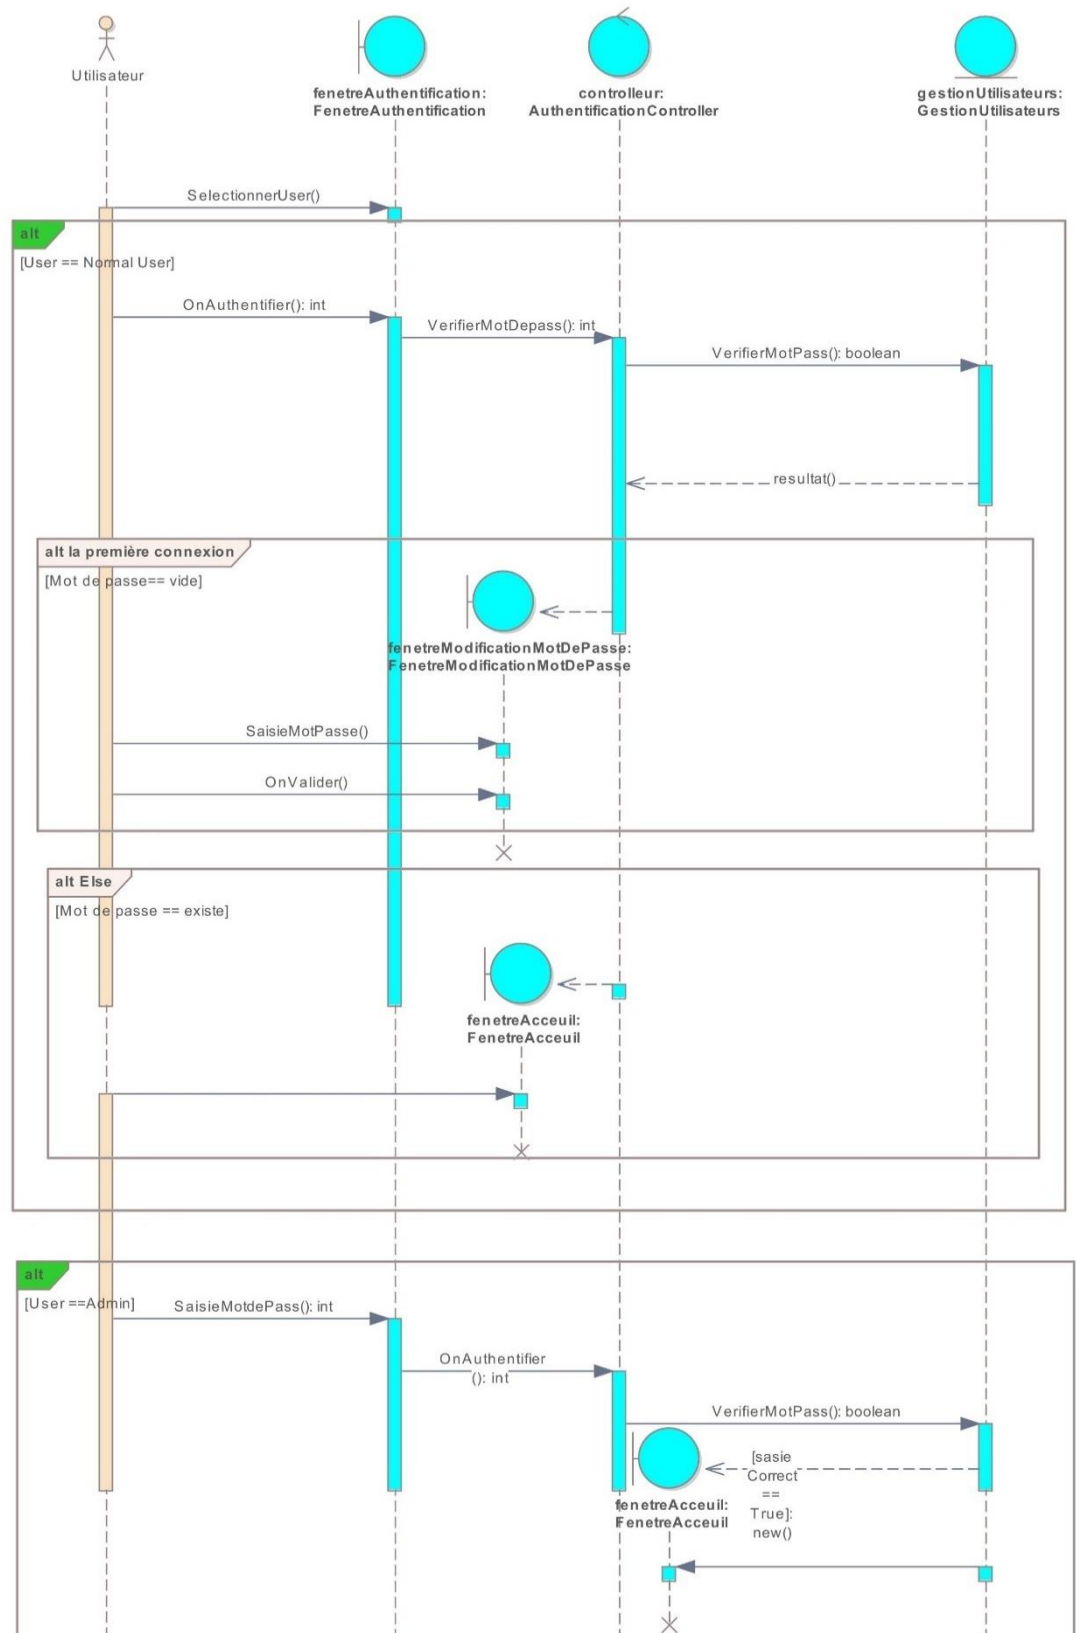 Utilisateur
fenetreAuthentification:
FenetreAuthentification
controlleur:
AuthentificationController
gestionUtilisateurs:
GestionUtilisateurs
SelectionnerUser()
alt
[User == Normal User]
OnAuthentifier(): int
VerifierMotDepass(): int
VerifierMotPass(): boolean
resultat()
alt la première connexion
[Mot de passe== vide]
fenetreModificationMotDePasse:
FenetreModificationMotDePasse
SaisieMotPasse()
OnValider()
alt Else
[Mot de passe == existe]
fenetreAcceuil:
FenetreAcceuil
alt
[User ==Admin]
SaisieMotdePass(): int
OnAuthentifier
(): int
VerifierMotPass(): boolean
[sasie
Correct
==
True]:
new()
fenetreAcceuil:
FenetreAcceuil